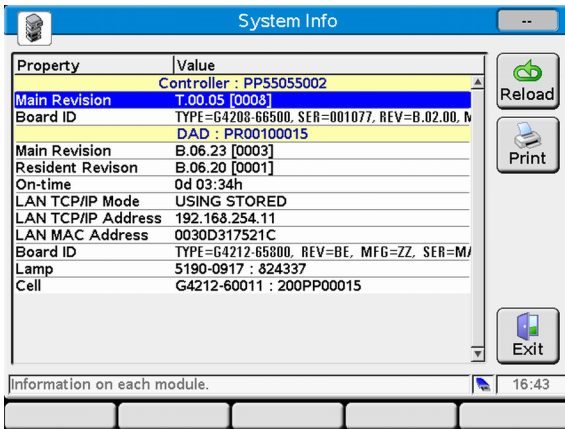 System Info
--
Property Value
Controller : PP55055002
Main Revision T.00.05 [0008]
Board ID TYPE=G4208-66500, SER=001077, REV=B.02.00,
DAD : PR00100015
Main Revision B.06.23 [0003]
Resident Revison B.06.20 [0001]
On-time 0d 03:34h
LAN TCP/IP Mode USING STORED
LAN TCP/IP Address 192.168.254.11
LAN MAC Address 0030D317521C
Board ID TYPE=G4212-65800, REV=BE, MFG=ZZ,
Lamp 5190-0917 : 824337
Cell G4212-60011 : 200PP00015
Reload
Print
Exit
Information on each module.
16:43